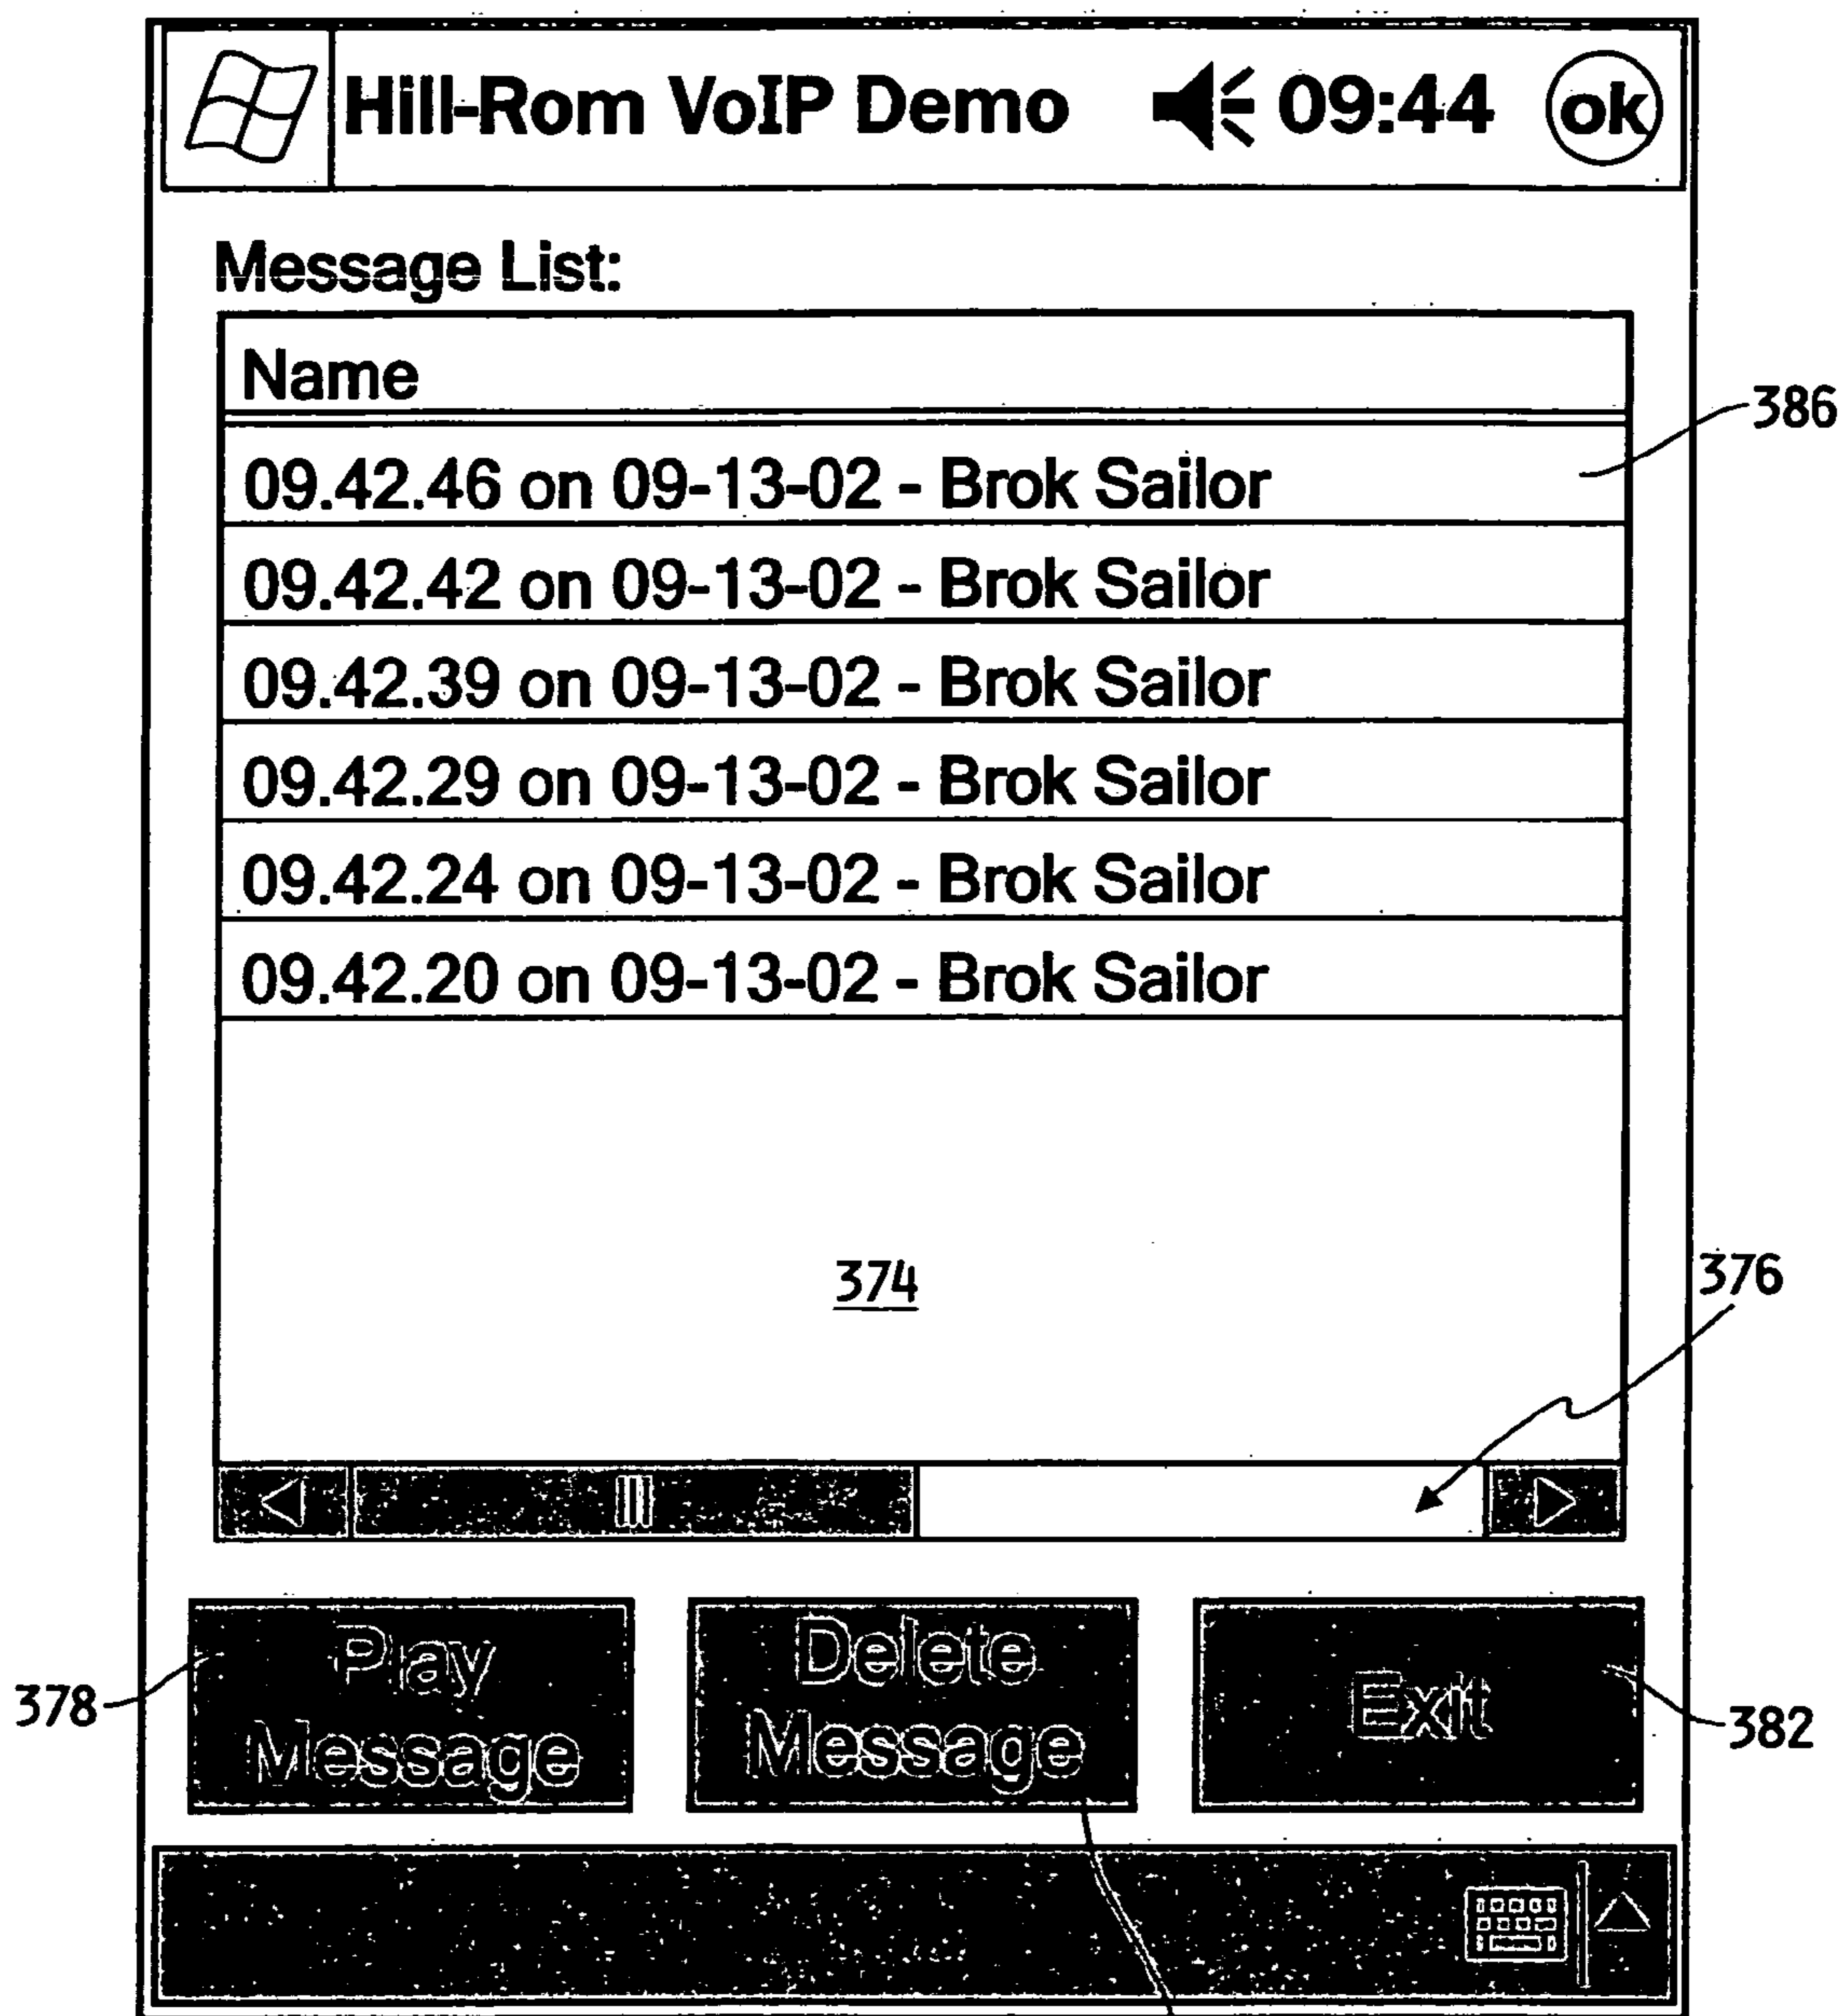 Hill-Rom VoIP Demo 09:44 ok
Message List:
Name
386
09.42.46 on 09-13-02 - Brok Sailor
09.42.42 on 09-13-02 - Brok Sailor
09.42.39 on 09-13-02 - Brok Sailor
09.42.29 on 09-13-02 - Brok Sailor
09.42.24 on 09-13-02 - Brok Sailor
09.42.20 on 09-13-02 - Brok Sailor
374
376
Play
Message
Delete
Message
Exit
378
382